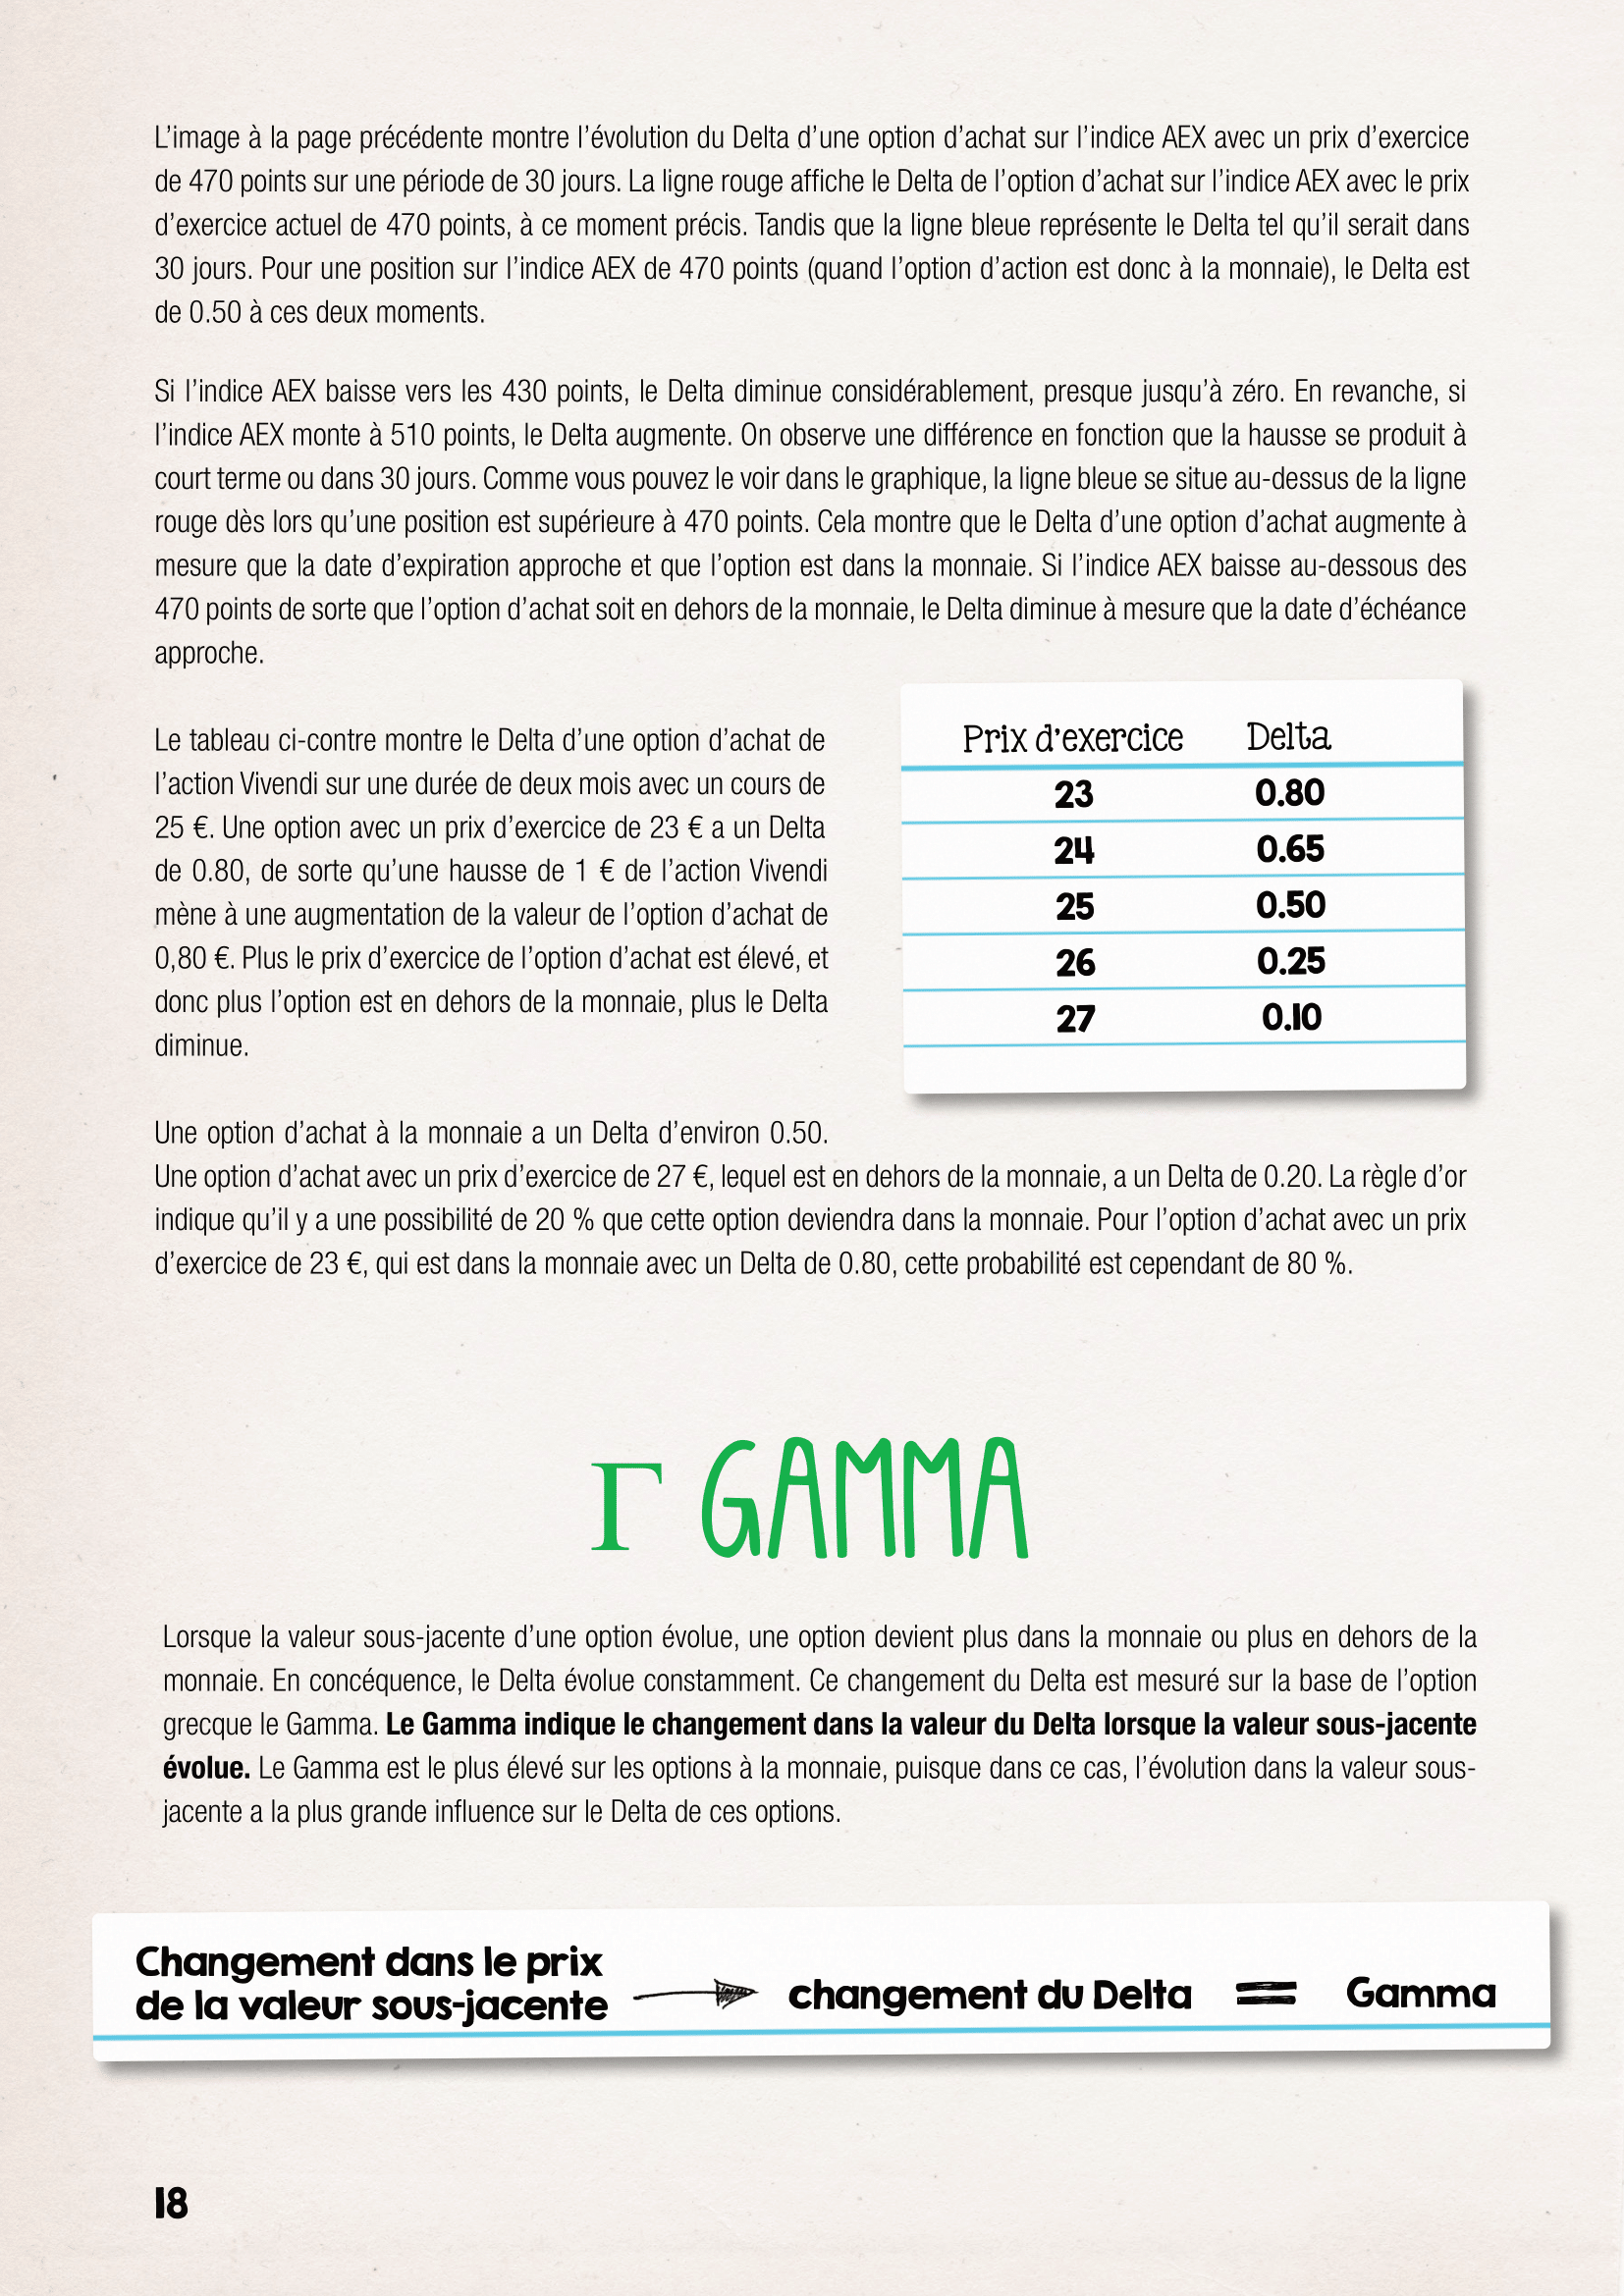 L’image à la page précédente montre l’évolution du Delta d’une option d’achat sur l’indice AEX avec un prix d’exercice
de 470 points sur une période de 30 jours. La ligne rouge affiche le Delta de l’option d’achat sur l’indice AEX avec le prix
d’exercice actuel de 470 points, à ce moment précis. Tandis que la ligne bleue représente le Delta tel qu’il serait dans
30 jours. Pour une position sur l’indice AEX de 470 points (quand l’option d’action est donc à la monnaie), le Delta est
de 0.50 à ces deux moments.
Si l’indice AEX baisse vers les 430 points, le Delta diminue considérablement, presque jusqu’à zéro. En revanche, si
l’indice AEX monte à 510 points, le Delta augmente. On observe une différence en fonction que la hausse se produit à
court terme ou dans 30 jours. Comme vous pouvez le voir dans le graphique, la ligne bleue se situe au-dessus de la ligne
rouge dès lors qu’une position est supérieure à 470 points. Cela montre que le Delta d’une option d’achat augmente à
mesure que la date d’expiration approche et que l’option est dans la monnaie. Si l’indice AEX baisse au-dessous des
470 points de sorte que l’option d’achat soit en dehors de la monnaie, le Delta diminue à mesure que la date d’échéance
approche.
Le tableau ci-contre montre le Delta d’une option d’achat de
l’action Vivendi sur une durée de deux mois avec un cours de
25 €. Une option avec un prix d’exercice de 23 € a un Delta
de 0.80, de sorte qu’une hausse de 1 € de l’action Vivendi
mène à une augmentation de la valeur de l’option d’achat de
0,80 €. Plus le prix d’exercice de l’option d’achat est élevé, et
donc plus l’option est en dehors de la monnaie, plus le Delta
diminue.
Prix d’exercice Delta
23 0.80
24 0.65
25 0.50
26 0.25
27 0.10
Une option d’achat à la monnaie a un Delta d’environ 0.50.
Une option d’achat avec un prix d’exercice de 27 €, lequel est en dehors de la monnaie, a un Delta de 0.20. La règle d’or
indique qu’il y a une possibilité de 20 % que cette option deviendra dans la monnaie. Pour l’option d’achat avec un prix
d’exercice de 23 €, qui est dans la monnaie avec un Delta de 0.80, cette probabilité est cependant de 80 %.
Γ GAMMA
Lorsque la valeur sous-jacente d’une option évolue, une option devient plus dans la monnaie ou plus en dehors de la
monnaie. En concéquence, le Delta évolue constamment. Ce changement du Delta est mesuré sur la base de l’option
grecque le Gamma. Le Gamma indique le changement dans la valeur du Delta lorsque la valeur sous-jacente
évolue. Le Gamma est le plus élevé sur les options à la monnaie, puisque dans ce cas, l’évolution dans la valeur sous-
jacente a la plus grande influence sur le Delta de ces options.
Changement dans le prix
de la valeur sous-jacente changement du Delta = Gamma
18